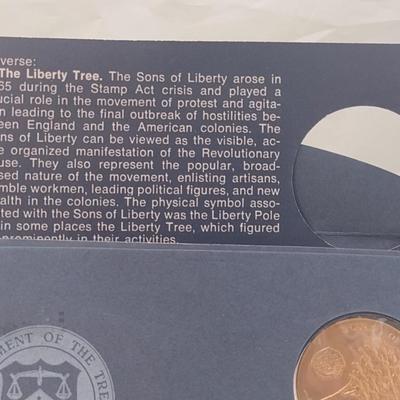 verse:
The Liberty Tree. The Sons of Liberty arose in
65 during the Stamp Act crisis and played a
ucial role in the movement of protest and agita-
n leading to the final outbreak of hostilities be-
een England and the American colonies. The
ns of Liberty can be viewed as the visible, ac-
e organized manifestation of the Revolutionary
use. They also represent the popular, broad-
sed nature of the movement, enlisting artisans,
mble workmen, leading political figures, and new
alth in the colonies. The physical symbol asso-
ted with the Sons of Liberty was the Liberty Pole
in some places the Liberty Tree, which figured
prominently in their activities.
MENT OF THE TREA